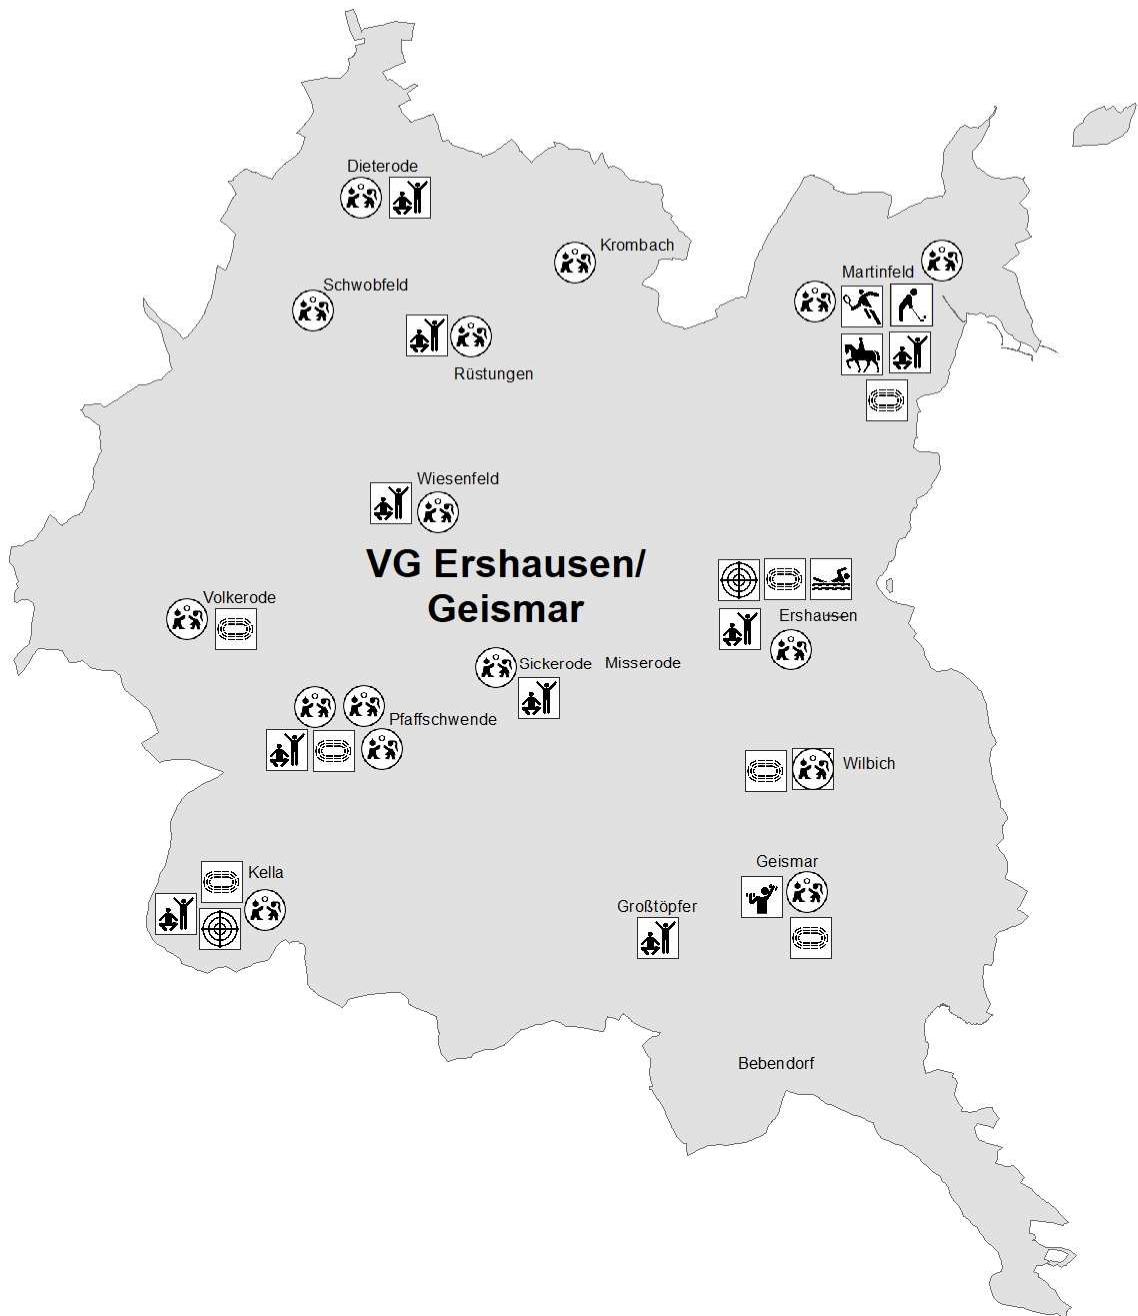 Dieterode
Krombach
Martinfeld
Schwobfeld
Rüstungen
Wiesenfeld
VG Ershausen/
Geismar
Volkerode
Ershausen
Sickerode
Misserode
Pfaffschwende
Wilbich
Geismar
Kella
Großtöpfer
Bebendorf